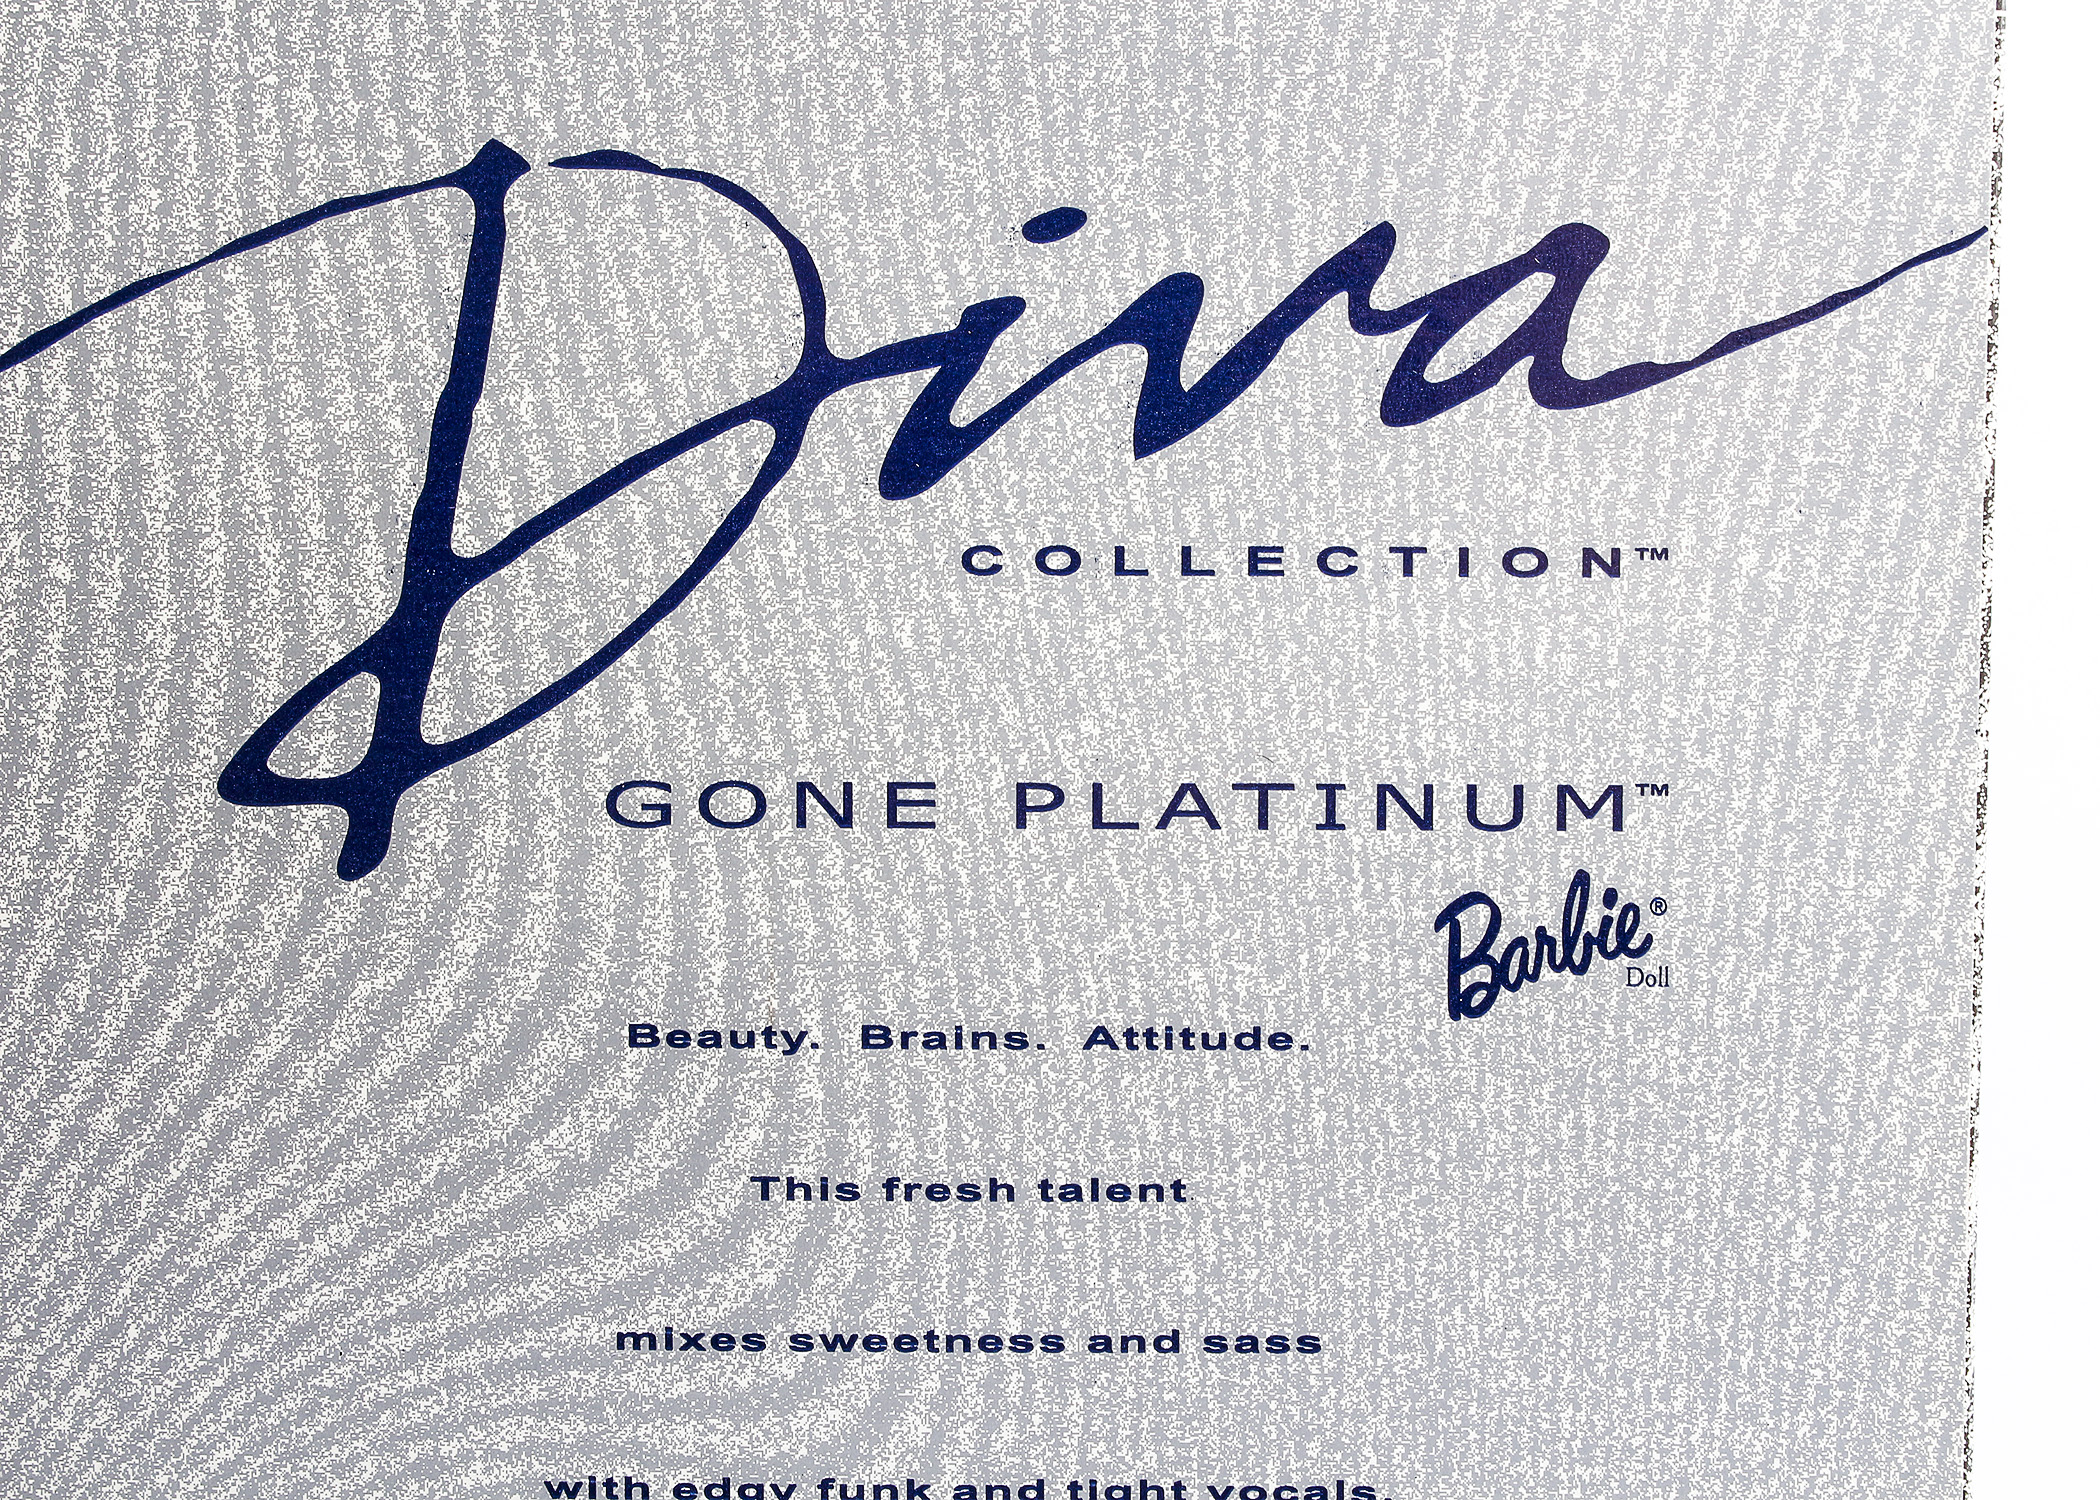 Diva
COLLECTION™
GONE PLATINUM™
Barbie®
Doll
Beauty. Brains. Attitude.
This fresh talent
mixes sweetness and sass
with edgy funk and tight vocals.